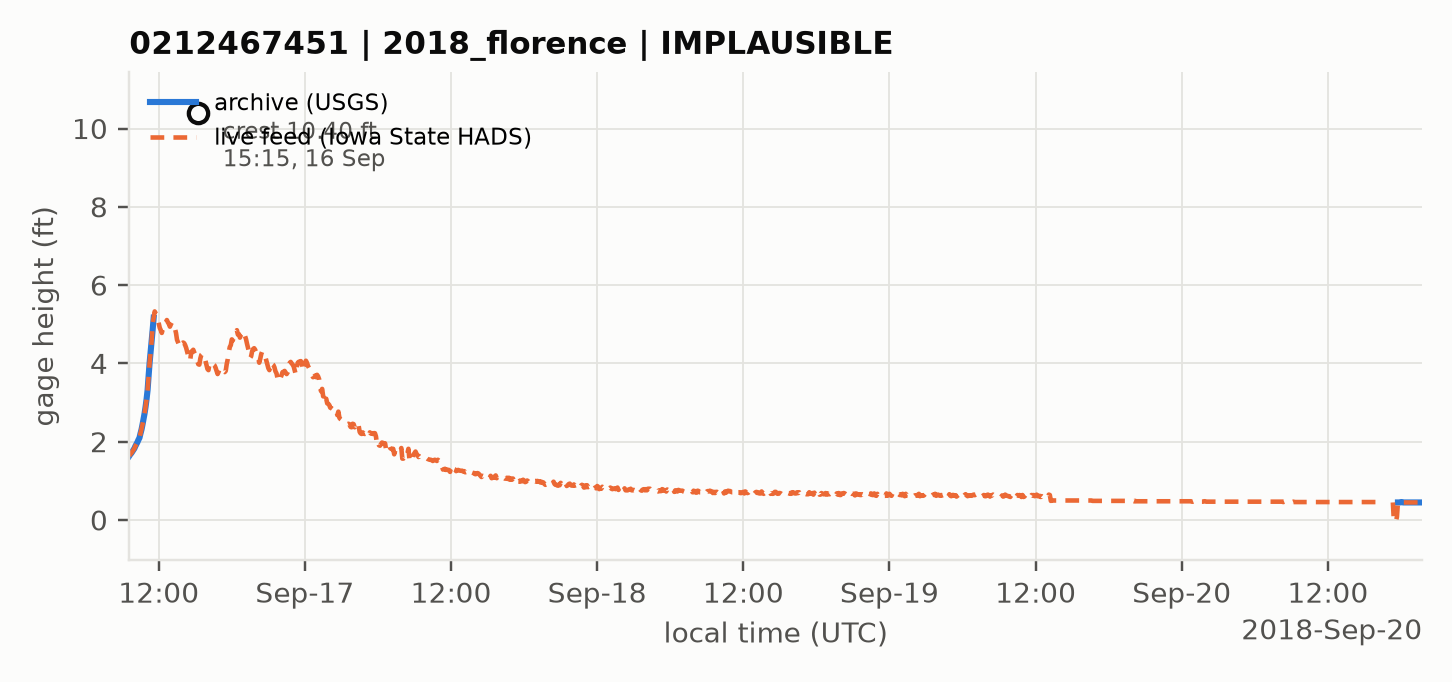 0212467451 | 2018_florence | IMPLAUSIBLE
archive (USGS)
crest 10.40 ft
live feed (Iowa State HADS)
15:15, 16 Sep
gage height (ft)
10
8
6
4
2
0
12:00 Sep-17 12:00 Sep-18 12:00 Sep-19 12:00 Sep-20 12:00
local time (UTC)
2018-Sep-20